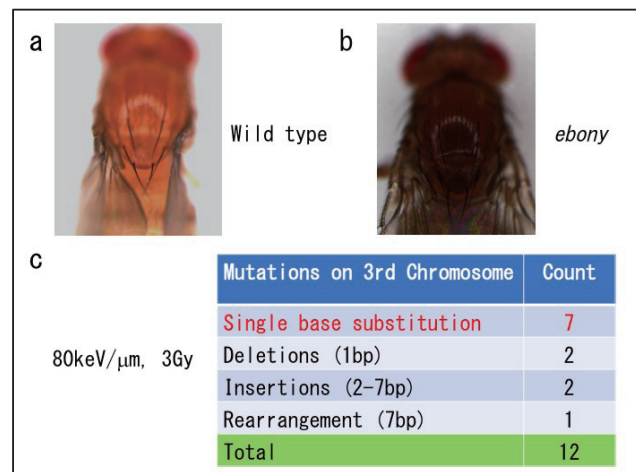 a
b
Wild type
ebony
c
80keV/μm, 3Gy
Mutations on 3rd Chromosome Count
Single base substitution 7
Deletions (1bp) 2
Insertions (2-7bp) 2
Rearrangement (7bp) 1
Total 12